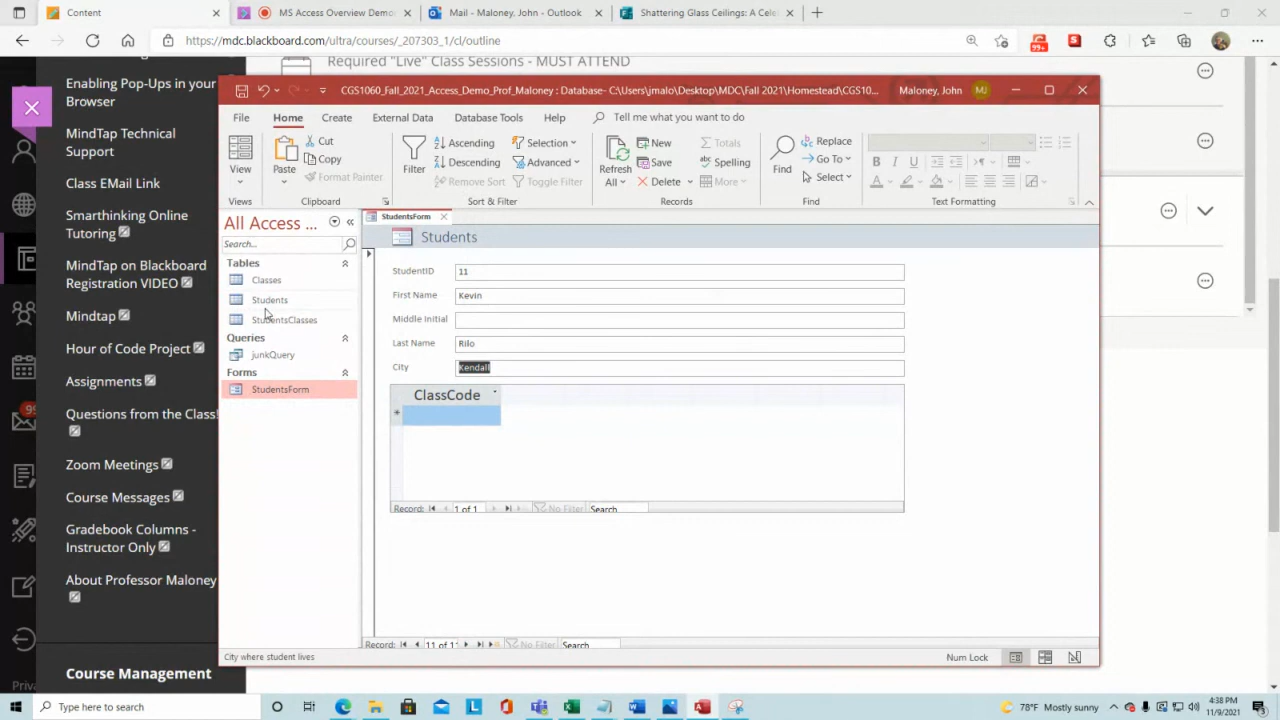 Content
MS Access Overview Demo
Mail - Maloney, John - Outlook
Shattering Glass Ceilings: A Cele
https://mdc.blackboard.com/ultra/courses/_207303_1/cl/outline
99+
Required "Live" Class Sessions - MUST ATTEND
Enabling Pop-Ups in your
Browser
MindTap Technical
Support
Class EMail Link
Smarthinking Online
Tutoring
MindTap on Blackboard
Registration VIDEO
Mindtap
Hour of Code Project
Assignments
Questions from the Class!
Zoom Meetings
Course Messages
Gradebook Columns -
Instructor Only
About Professor Maloney
Course Management
CGS1060_Fall_2021_Access_Demo_Prof_Maloney : Database- C:\Users\jmalo\Desktop\MDC\Fall 2021\Homestead\CGS10...
Maloney, John
MJ
File Home Create External Data Database Tools Help Tell me what you want to do
View
Views
Paste
Cut
Copy
Format Painter
Clipboard
Filter
Ascending
Descending
Remove Sort
Selection
Advanced
Toggle Filter
Sort & Filter
Refresh
All
New
Save
Delete
Totals
Spelling
More
Records
Find
Replace
Go To
Select
Find
B I U
A
Text Formatting
All Access ...
Search...
Tables
Classes
Students
StudentsClasses
Queries
junkQuery
Forms
StudentsForm
StudentsForm
Students
StudentID 11
First Name Kevin
Middle Initial
Last Name Rilo
City Kendall
ClassCode
Record: 1 of 1 No Filter Search
Record: 11 of 1 No Filter Search
City where student lives
Num Lock
Type here to search
78°F Mostly sunny
4:38 PM
11/9/2021